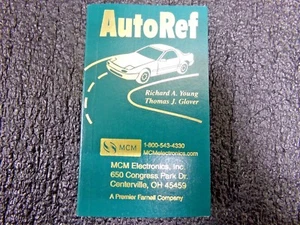 AutoRef
Richard A. Young
Thomas J. Glover
MCM
1-800-543-4330
MCMelectronics.com
MCM Electronics, Inc.
650 Congress Park Dr.
Centerville, OH 45459
A Premier Farnell Company